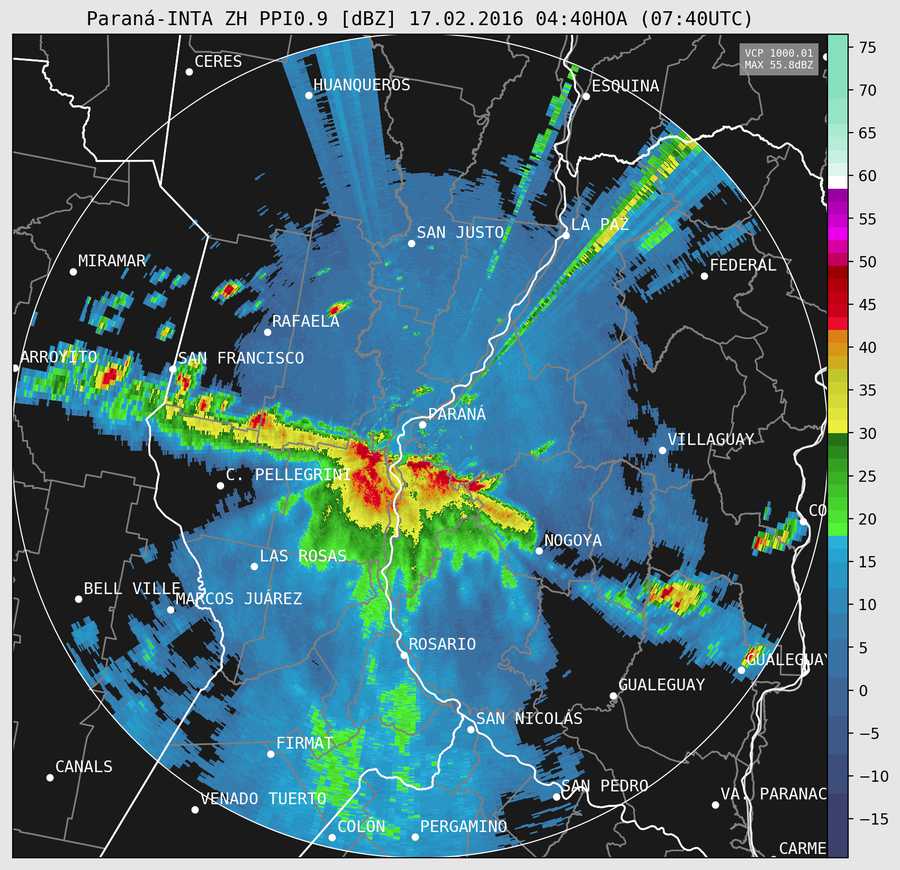 Paraná-INTA ZH PPI0.9 [dBZ] 17.02.2016 04:40HOA (07:40UTC)
VCP 1000.01
MAX 55.8dBZ
CERES
HUANQUEROS
ESQUINA
SAN JUSTO
LA PAZ
MIRAMAR
FEDERAL
RAFAELA
ARROYITO
SAN FRANCISCO
PARANÁ
VILLAGUAY
C. PELLEGRINI
CO
NOGOYA
LAS ROSAS
BELL VILLE
MARCOS JUÁREZ
ROSARIO
GUALEGUAY
GUALEGUAY
SAN NICOLÁS
FIRMAT
CANALS
SAN PEDRO
VENADO TUERTO
VA. PARANAC
COLÓN
PERGAMINO
CARME
75
70
65
60
55
50
45
40
35
30
25
20
15
10
5
0
−5
−10
−15